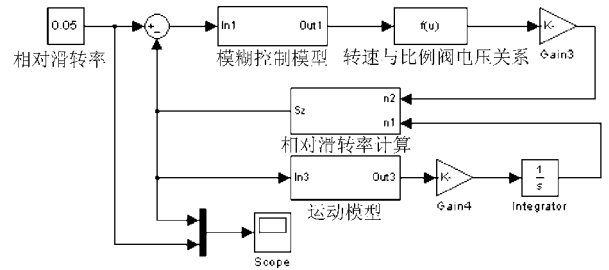 0.05
相对滑转率
In1
Out1
模糊控制模型
f(u)
转速与比例阀电压关系
K-
Gain3
Sz
n2
n1
相对滑转率计算
In3
Out3
运动模型
K-
Gain4
1
s
Integrator
Scope